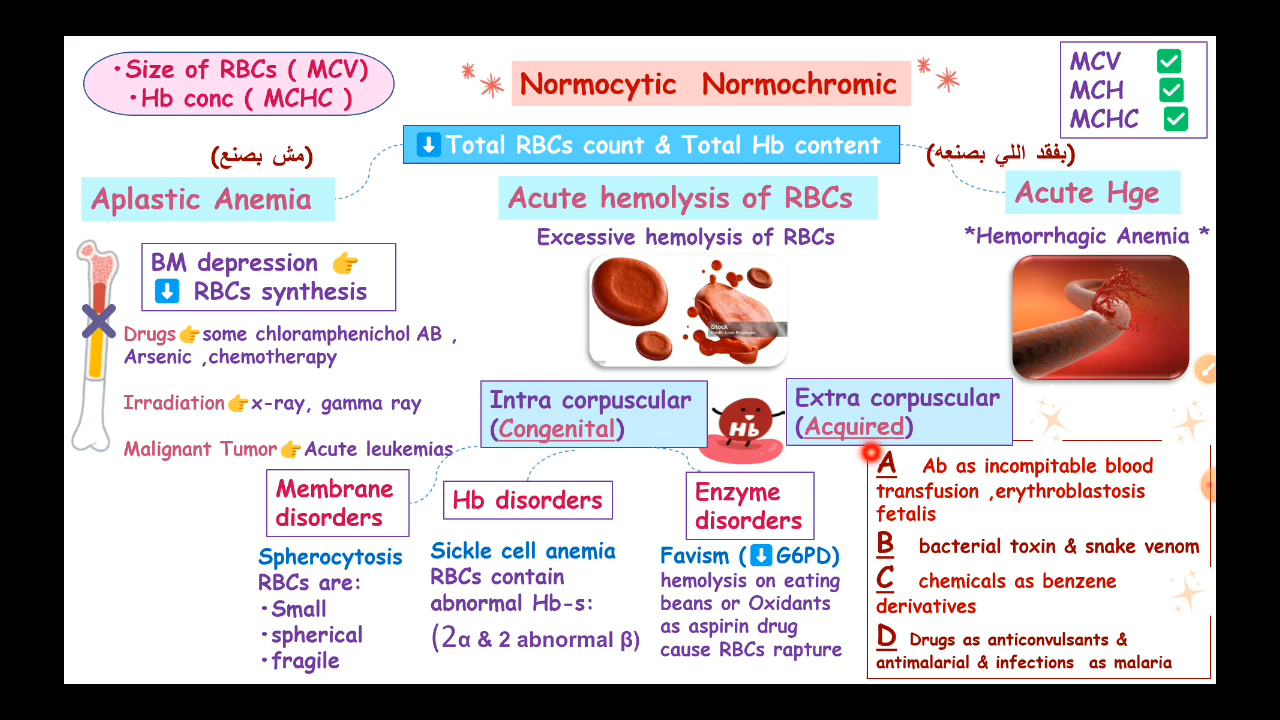 •Size of RBCs ( MCV)
•Hb conc ( MCHC )
Normocytic Normochromic
MCV
MCH
MCHC
Total RBCs count & Total Hb content
(مش بصنع)
(بفقد اللي بصنعه)
Aplastic Anemia
Acute hemolysis of RBCs
Acute Hge
Excessive hemolysis of RBCs
*Hemorrhagic Anemia *
BM depression
RBCs synthesis
Drugs some chloramphenichol AB ,
Arsenic ,chemotherapy
Irradiation x-ray, gamma ray
Malignant Tumor Acute leukemias
iStock
Intra corpuscular
(Congenital)
Hb
Extra corpuscular
(Acquired)
Membrane
disorders
Spherocytosis
RBCs are:
•Small
•spherical
•fragile
Hb disorders
Sickle cell anemia
RBCs contain
abnormal Hb-s:
(2α & 2 abnormal β)
Enzyme
disorders
Favism ( G6PD)
hemolysis on eating
beans or Oxidants
as aspirin drug
cause RBCs rapture
A Ab as incompitable blood
transfusion ,erythroblastosis
fetalis
B bacterial toxin & snake venom
C chemicals as benzene
derivatives
D Drugs as anticonvulsants &
antimalarial & infections as malaria